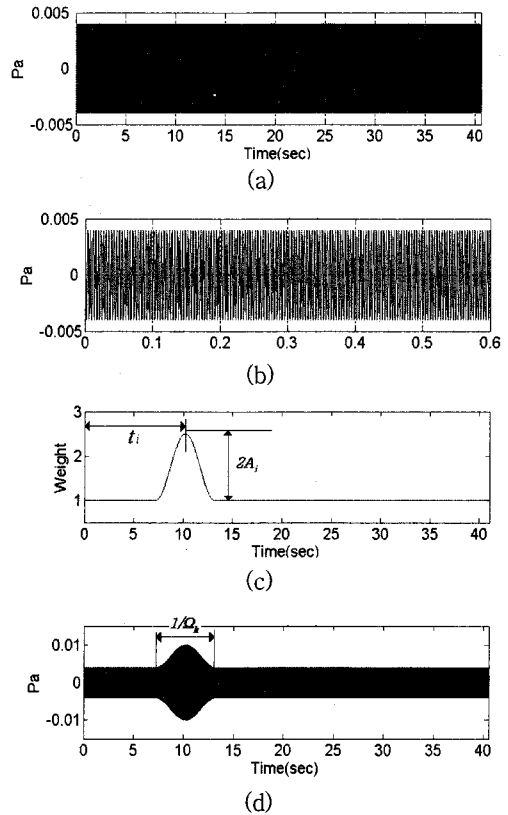 0.005
Pa
0
-0.005
0 5 10 15 20 25 30 35 40
Time(sec)
(a)
0.005
Pa
0
-0.005
0 0.1 0.2 0.3 0.4 0.5 0.6
(b)
3
Weight
2
1
t_i
2A_i
0 5 10 15 20 25 30 35 40
Time(sec)
(c)
1/Ω_k
0.01
Pa
0
-0.01
0 5 10 15 20 25 30 35 40
Time(sec)
(d)